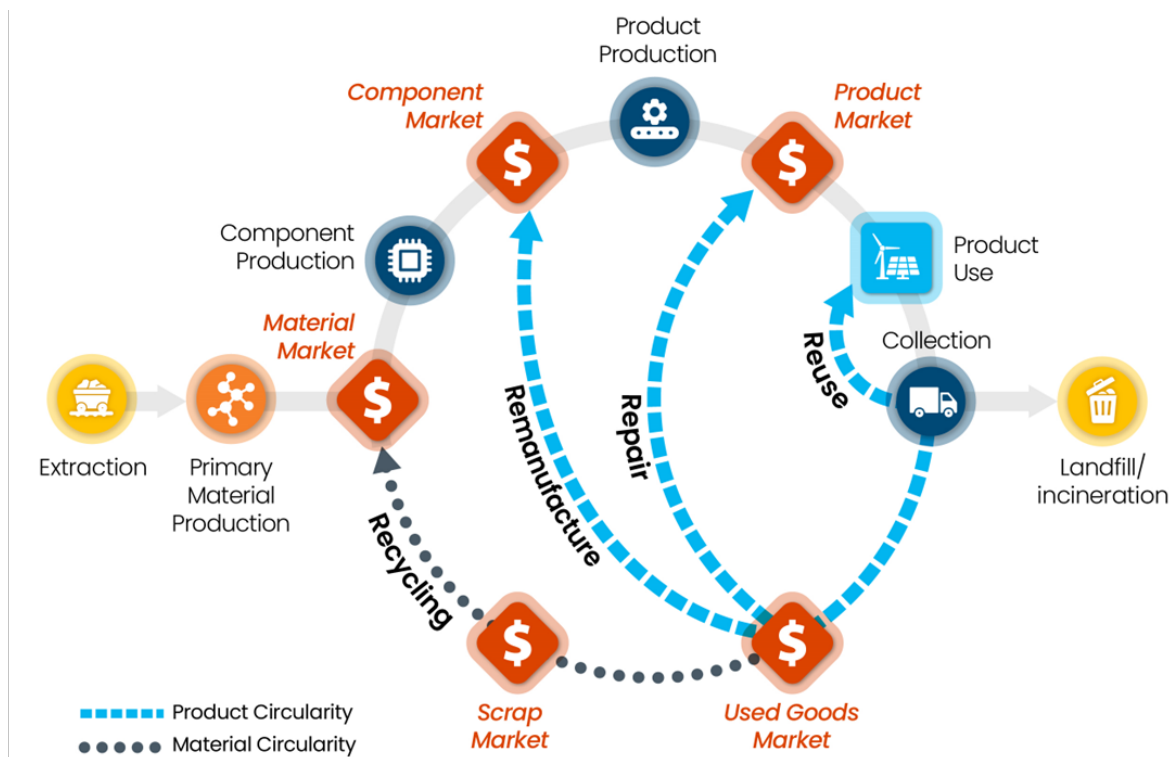 Product
Production
Component
Market
$
Product
Market
$
Component
Production
Product
Use
Material
Market
$
Collection
Reuse
Extraction
Primary
Material
Production
Remanufacture
Repair
Landfill/
incineration
Recycling
$
$
Scrap
Market
Used Goods
Market
Product Circularity
Material Circularity